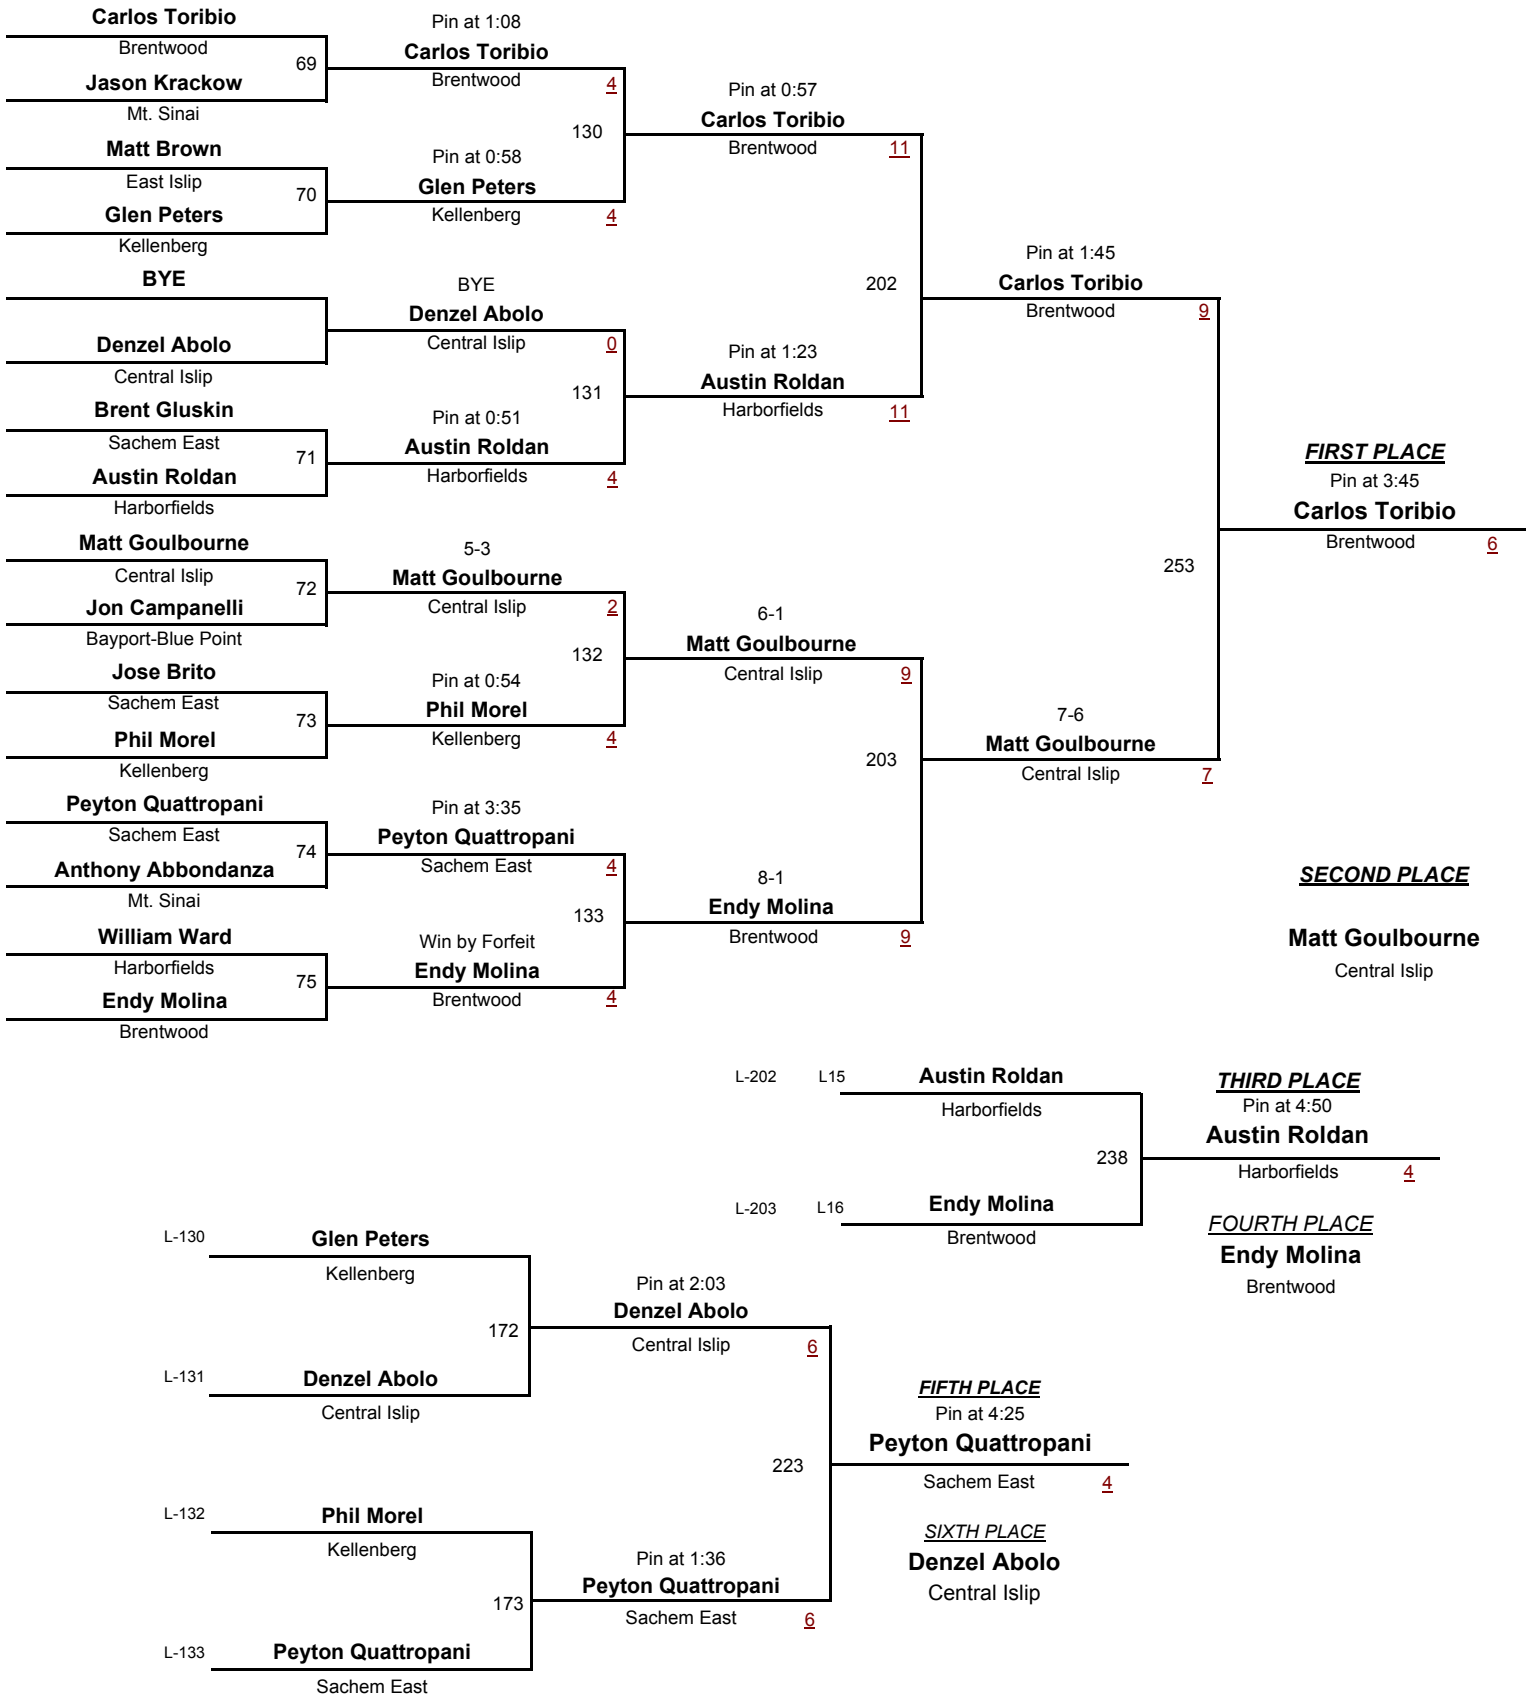 Carlos Toribio
Brentwood
69
Jason Krackow
Mt. Sinai
Matt Brown
East Islip
70
Glen Peters
Kellenberg
BYE
Denzel Abolo
Central Islip
Brent Gluskin
Sachem East
71
Austin Roldan
Harborfields
Matt Goulbourne
Central Islip
72
Jon Campanelli
Bayport-Blue Point
Jose Brito
Sachem East
73
Phil Morel
Kellenberg
Peyton Quattropani
Sachem East
74
Anthony Abbondanza
Mt. Sinai
William Ward
Harborfields
75
Endy Molina
Brentwood
Pin at 1:08
Carlos Toribio
Brentwood
4
130
Pin at 0:58
Glen Peters
Kellenberg
4
BYE
Denzel Abolo
Central Islip
0
131
Pin at 0:51
Austin Roldan
Harborfields
4
5-3
Matt Goulbourne
Central Islip
2
132
Pin at 0:54
Phil Morel
Kellenberg
4
Pin at 3:35
Peyton Quattropani
Sachem East
4
133
Win by Forfeit
Endy Molina
Brentwood
4
Pin at 0:57
Carlos Toribio
Brentwood
11
202
Pin at 1:23
Austin Roldan
Harborfields
11
6-1
Matt Goulbourne
Central Islip
9
203
8-1
Endy Molina
Brentwood
9
Pin at 1:45
Carlos Toribio
Brentwood
9
253
7-6
Matt Goulbourne
Central Islip
7
FIRST PLACE
Pin at 3:45
Carlos Toribio
Brentwood
6
SECOND PLACE
Matt Goulbourne
Central Islip
L-202
L15
Austin Roldan
Harborfields
238
L-203
L16
Endy Molina
Brentwood
THIRD PLACE
Pin at 4:50
Austin Roldan
Harborfields
4
FOURTH PLACE
Endy Molina
Brentwood
L-130
Glen Peters
Kellenberg
172
L-131
Denzel Abolo
Central Islip
L-132
Phil Morel
Kellenberg
173
L-133
Peyton Quattropani
Sachem East
Pin at 2:03
Denzel Abolo
Central Islip
6
223
Pin at 1:36
Peyton Quattropani
Sachem East
6
FIFTH PLACE
Pin at 4:25
Peyton Quattropani
Sachem East
4
SIXTH PLACE
Denzel Abolo
Central Islip